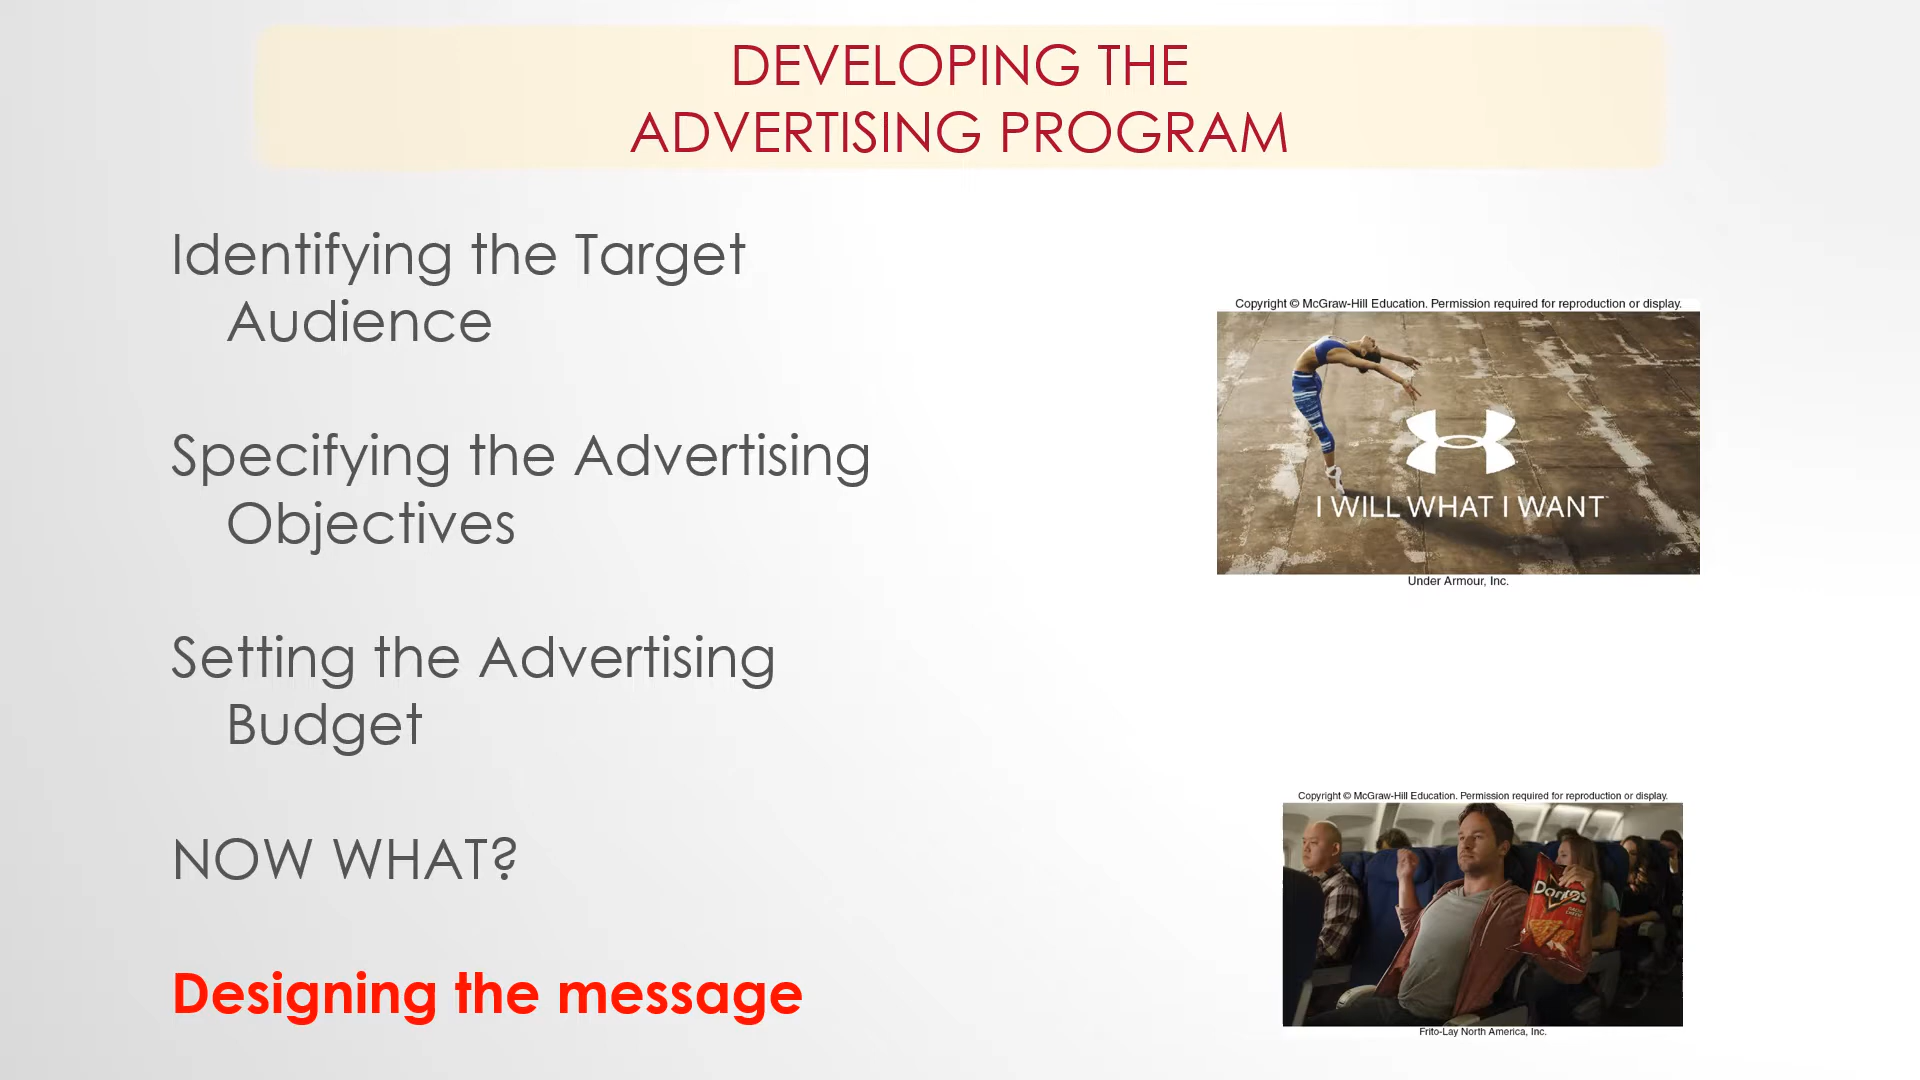 DEVELOPING THE
ADVERTISING PROGRAM
Identifying the Target
Audience
Specifying the Advertising
Objectives
Setting the Advertising
Budget
NOW WHAT?
Designing the message
Copyright © McGraw-Hill Education. Permission required for reproduction or display.
I WILL WHAT I WANT
Under Armour, Inc.
Copyright © McGraw-Hill Education. Permission required for reproduction or display.
Doritos
Frito-Lay North America, Inc.